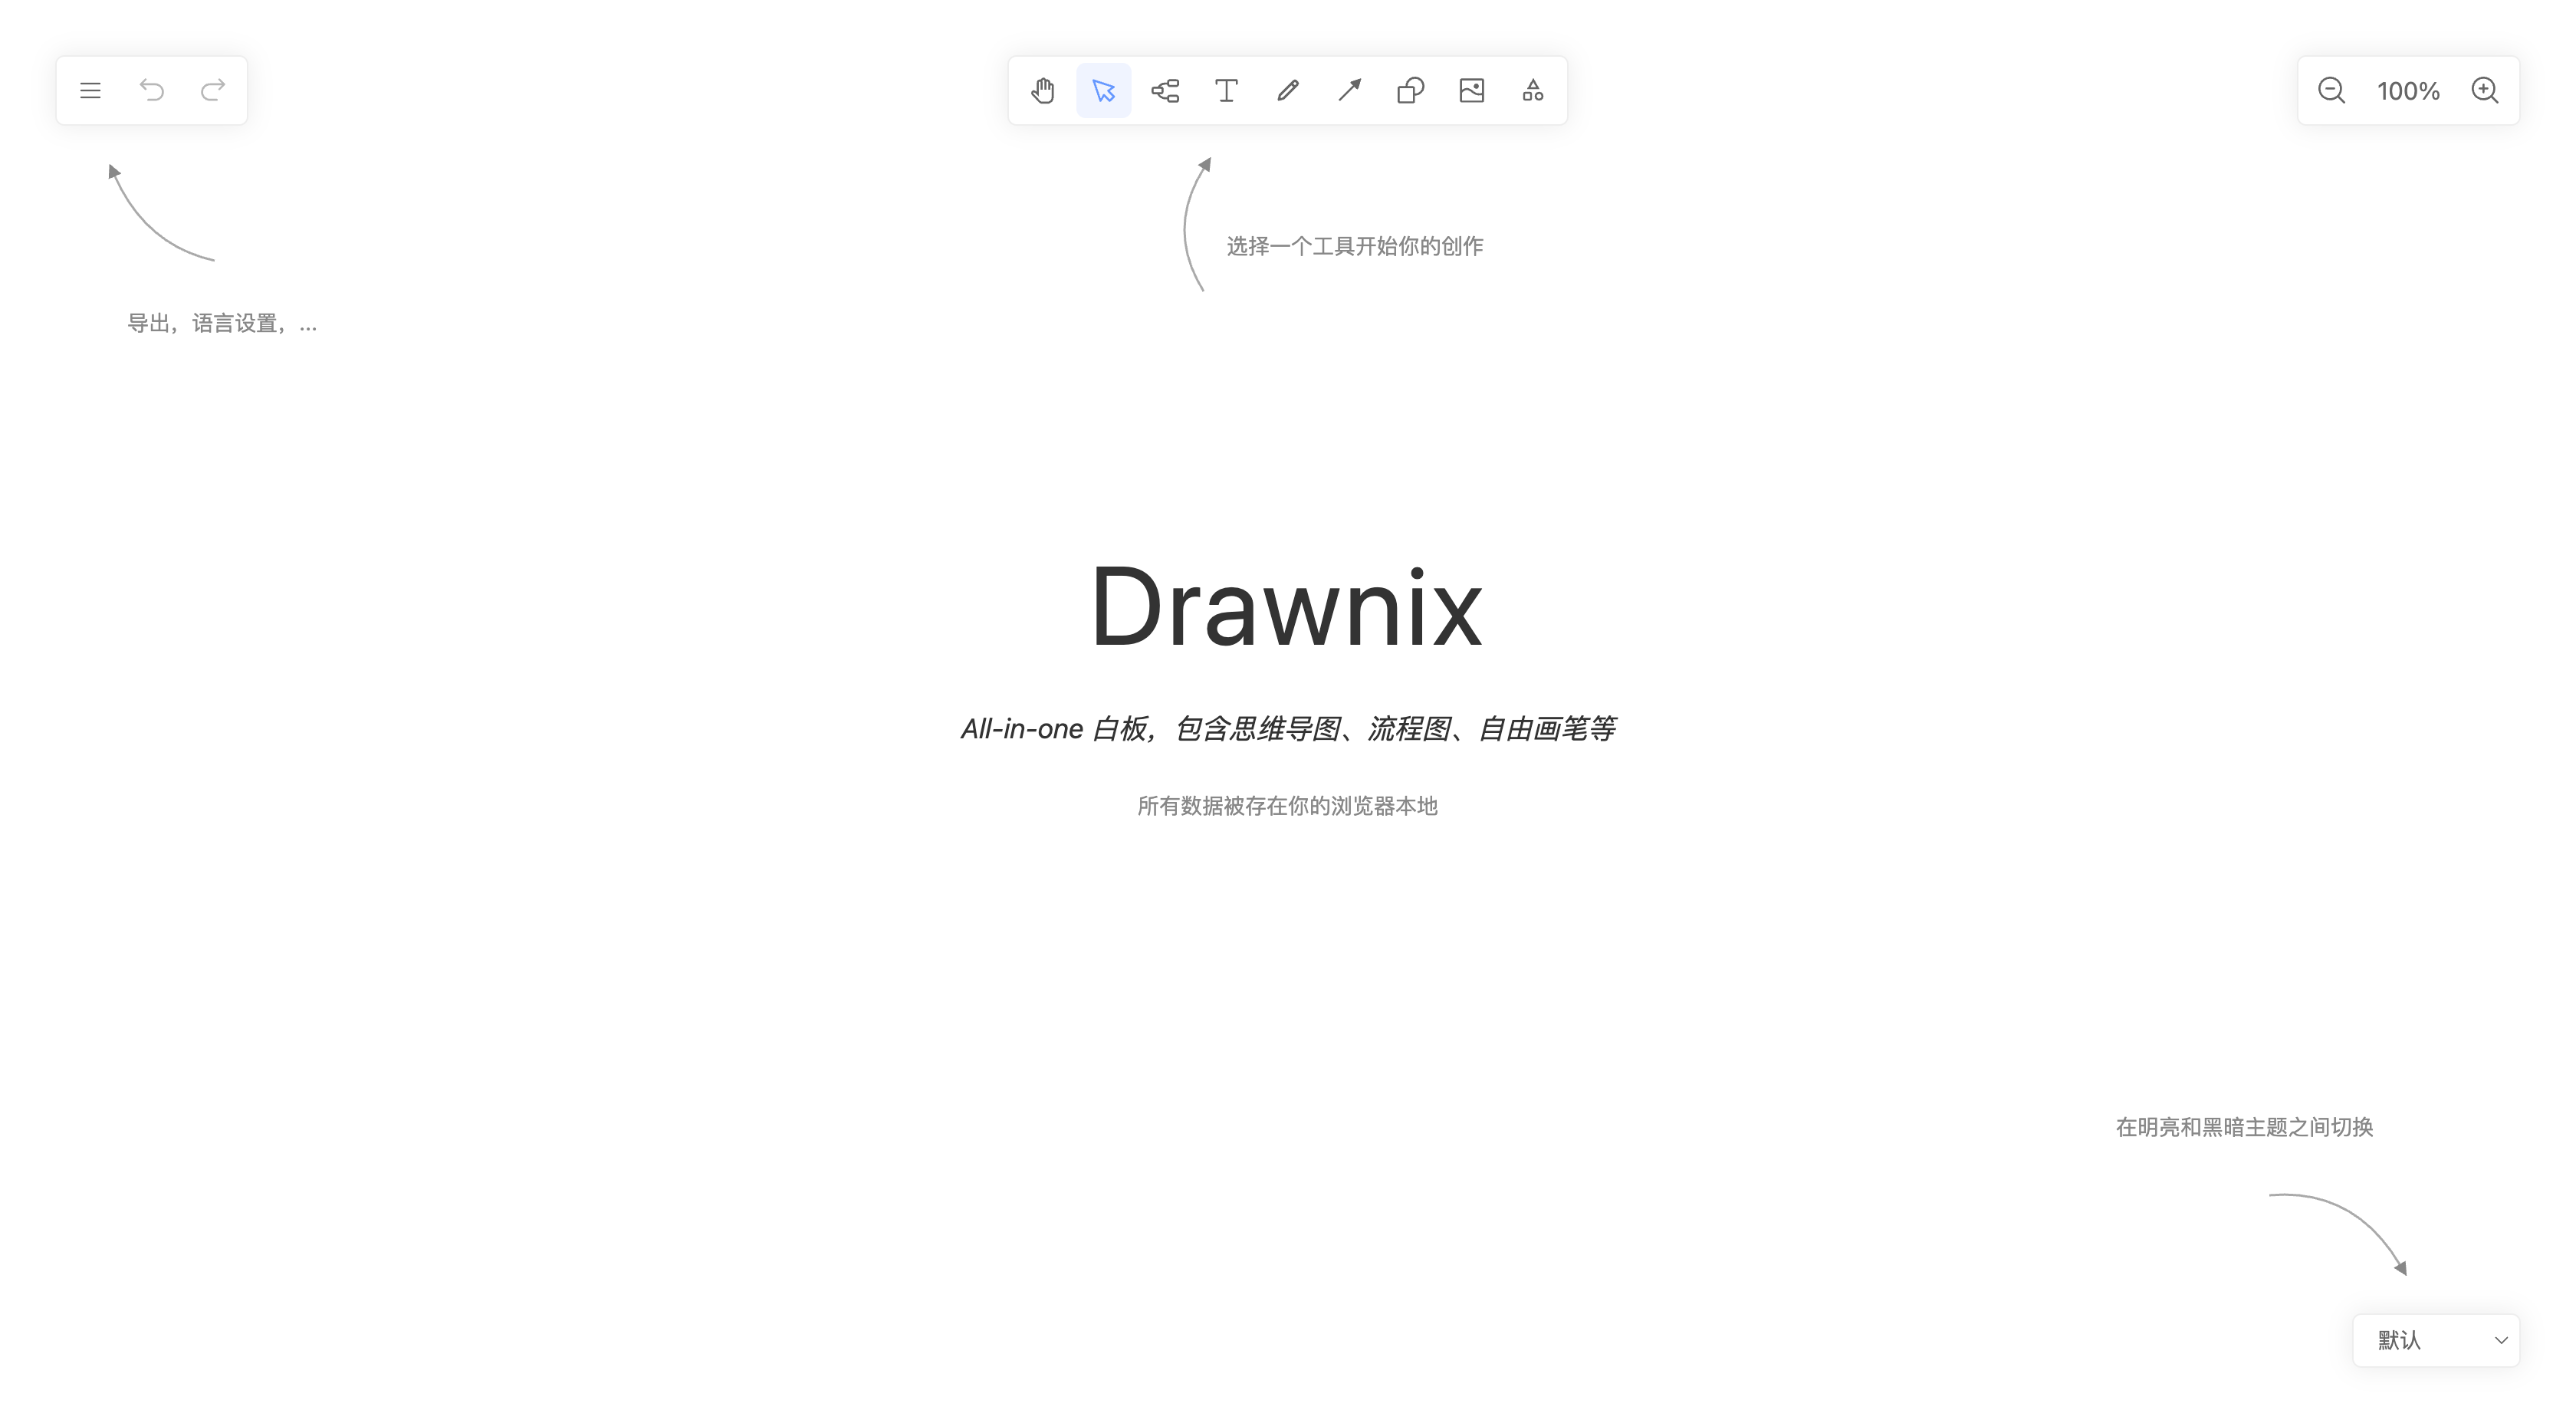 100%
选择一个工具开始你的创作
导出，语言设置，...
Drawnix
All-in-one 白板，包含思维导图、流程图、自由画笔等
所有数据被存在你的浏览器本地
在明亮和黑暗主题之间切换
默认